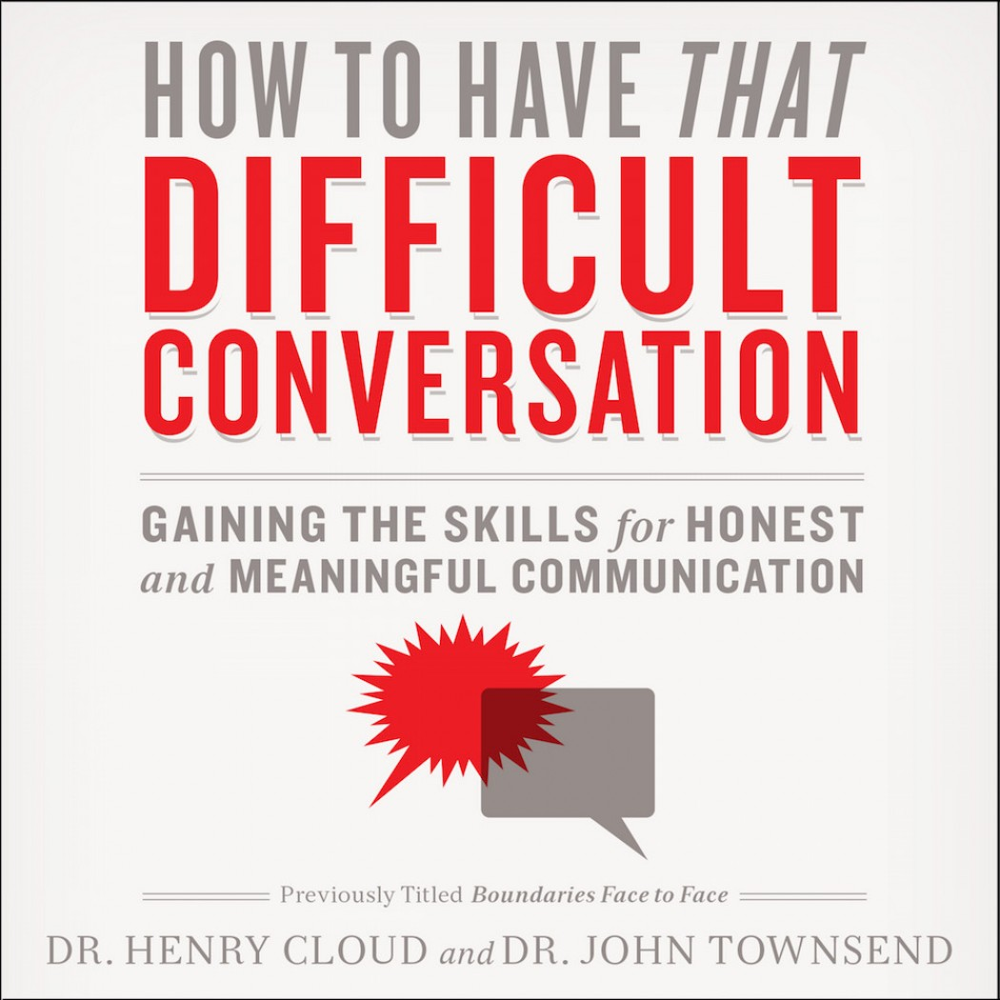 HOW TO HAVE THAT
DIFFICULT
CONVERSATION
GAINING THE SKILLS for HONEST
and MEANINGFUL COMMUNICATION
Previously Titled Boundaries Face to Face
DR. HENRY CLOUD and DR. JOHN TOWNSEND